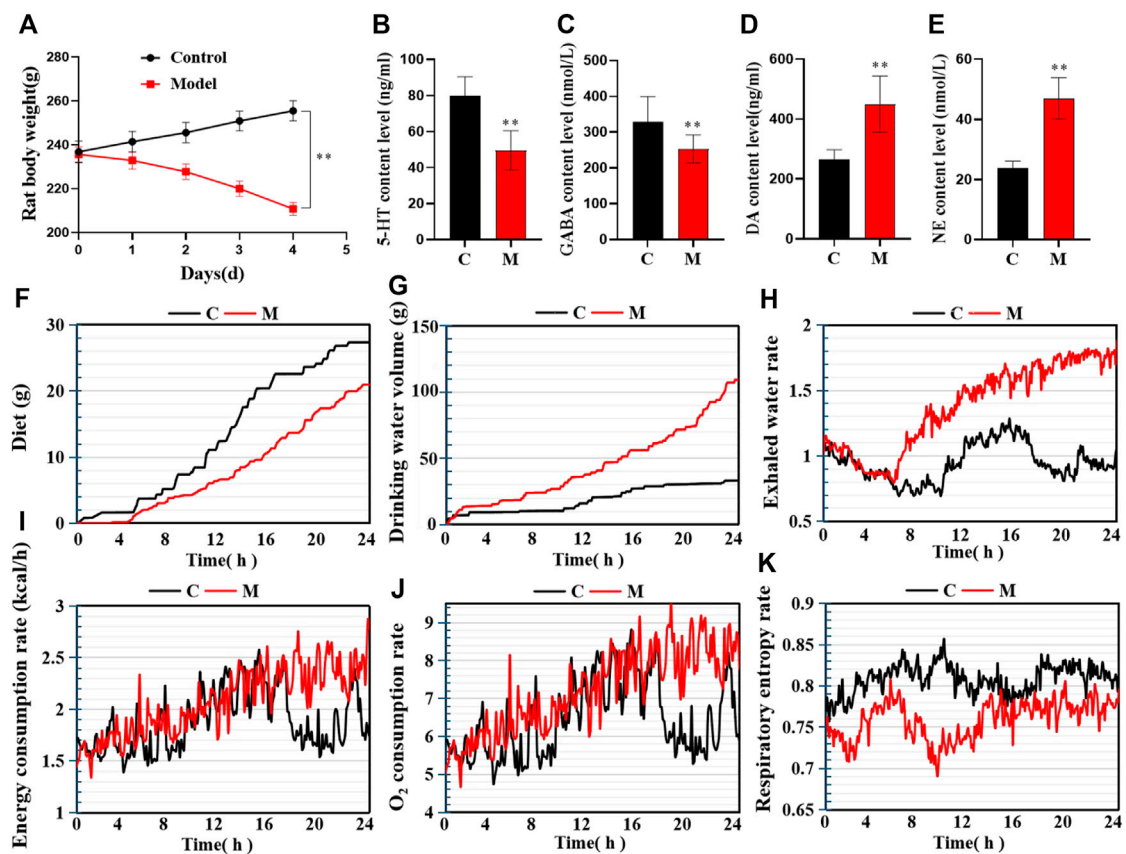 A
Control
Model
Rat body weight(g)
280
260
240
220
200
0 1 2 3 4 5
Days(d)
**
B
5-HT content level (ng/ml)
100
80
60
40
20
0
**
C M
C
GABA content level (nmol/L)
500
400
300
200
100
0
**
C M
D
DA content level(ng/ml)
600
400
200
0
**
C M
E
NE content level (nmol/L)
60
40
20
0
**
C M
F
C M
Diet (g)
30
20
10
0
0 4 8 12 16 20 24
Time( h )
G
C M
Drinking water volume (g)
150
100
50
0
0 4 8 12 16 20 24
Time( h )
H
C M
Exhaled water rate
2
1.5
1
0.5
0 4 8 12 16 20 24
Time( h )
I
C M
Energy consumption rate (kcal/h)
3
2.5
2
1.5
1
0 4 8 12 16 20 24
Time( h )
J
C M
O2 consumption rate
9
8
7
6
5
4
0 4 8 12 16 20 24
Time( h )
K
C M
Respiratory entropy rate
0.9
0.85
0.8
0.75
0.7
0.65
0 4 8 12 16 20 24
Time( h )